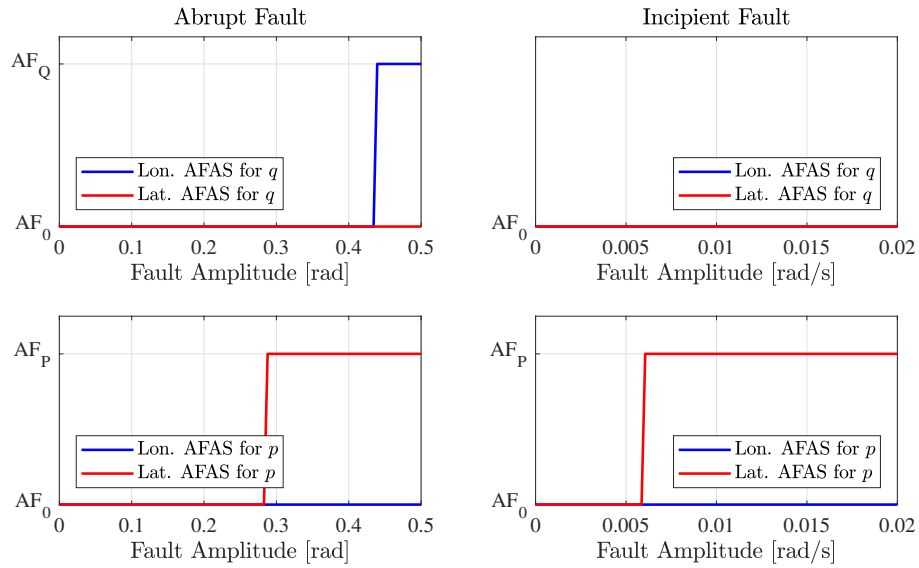 Abrupt Fault
AF_Q
Lon. AFAS for q
Lat. AFAS for q
AF_0
0 0.1 0.2 0.3 0.4 0.5
Fault Amplitude [rad]
Incipient Fault
Lon. AFAS for q
Lat. AFAS for q
AF_0
0 0.005 0.01 0.015 0.02
Fault Amplitude [rad/s]
AF_P
Lon. AFAS for p
Lat. AFAS for p
AF_0
0 0.1 0.2 0.3 0.4 0.5
Fault Amplitude [rad]
AF_P
Lon. AFAS for p
Lat. AFAS for p
AF_0
0 0.005 0.01 0.015 0.02
Fault Amplitude [rad/s]